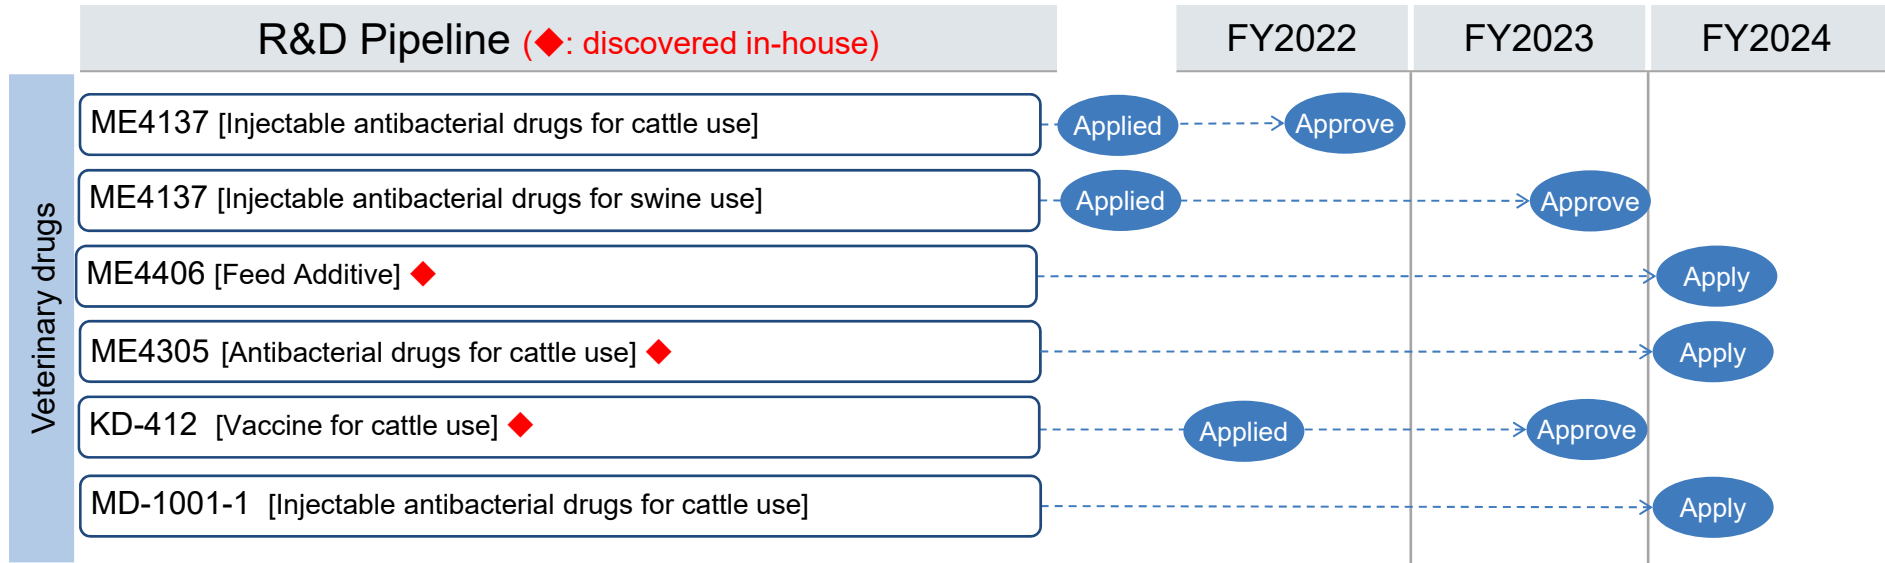 R&D Pipeline (◆: discovered in-house)
FY2022
FY2023
FY2024
Veterinary drugs
ME4137 [Injectable antibacterial drugs for cattle use]
Applied
Approve
ME4137 [Injectable antibacterial drugs for swine use]
Applied
Approve
ME4406 [Feed Additive] ◆
Apply
ME4305 [Antibacterial drugs for cattle use] ◆
Apply
KD-412 [Vaccine for cattle use] ◆
Applied
Approve
MD-1001-1 [Injectable antibacterial drugs for cattle use]
Apply